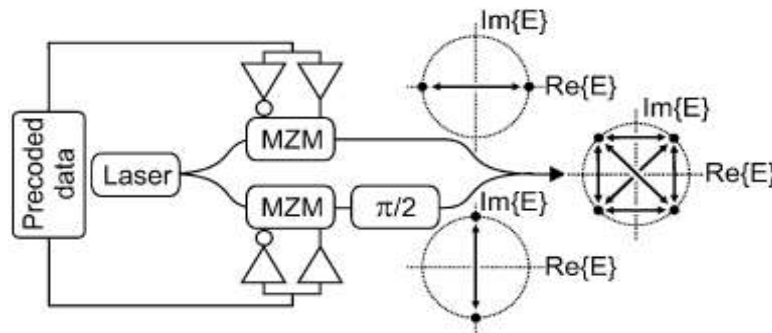 Im{E}
Re{E}
MZM
Precoded
data
Laser
MZM
π/2
Im{E}
Re{E}
Im{E}
Re{E}